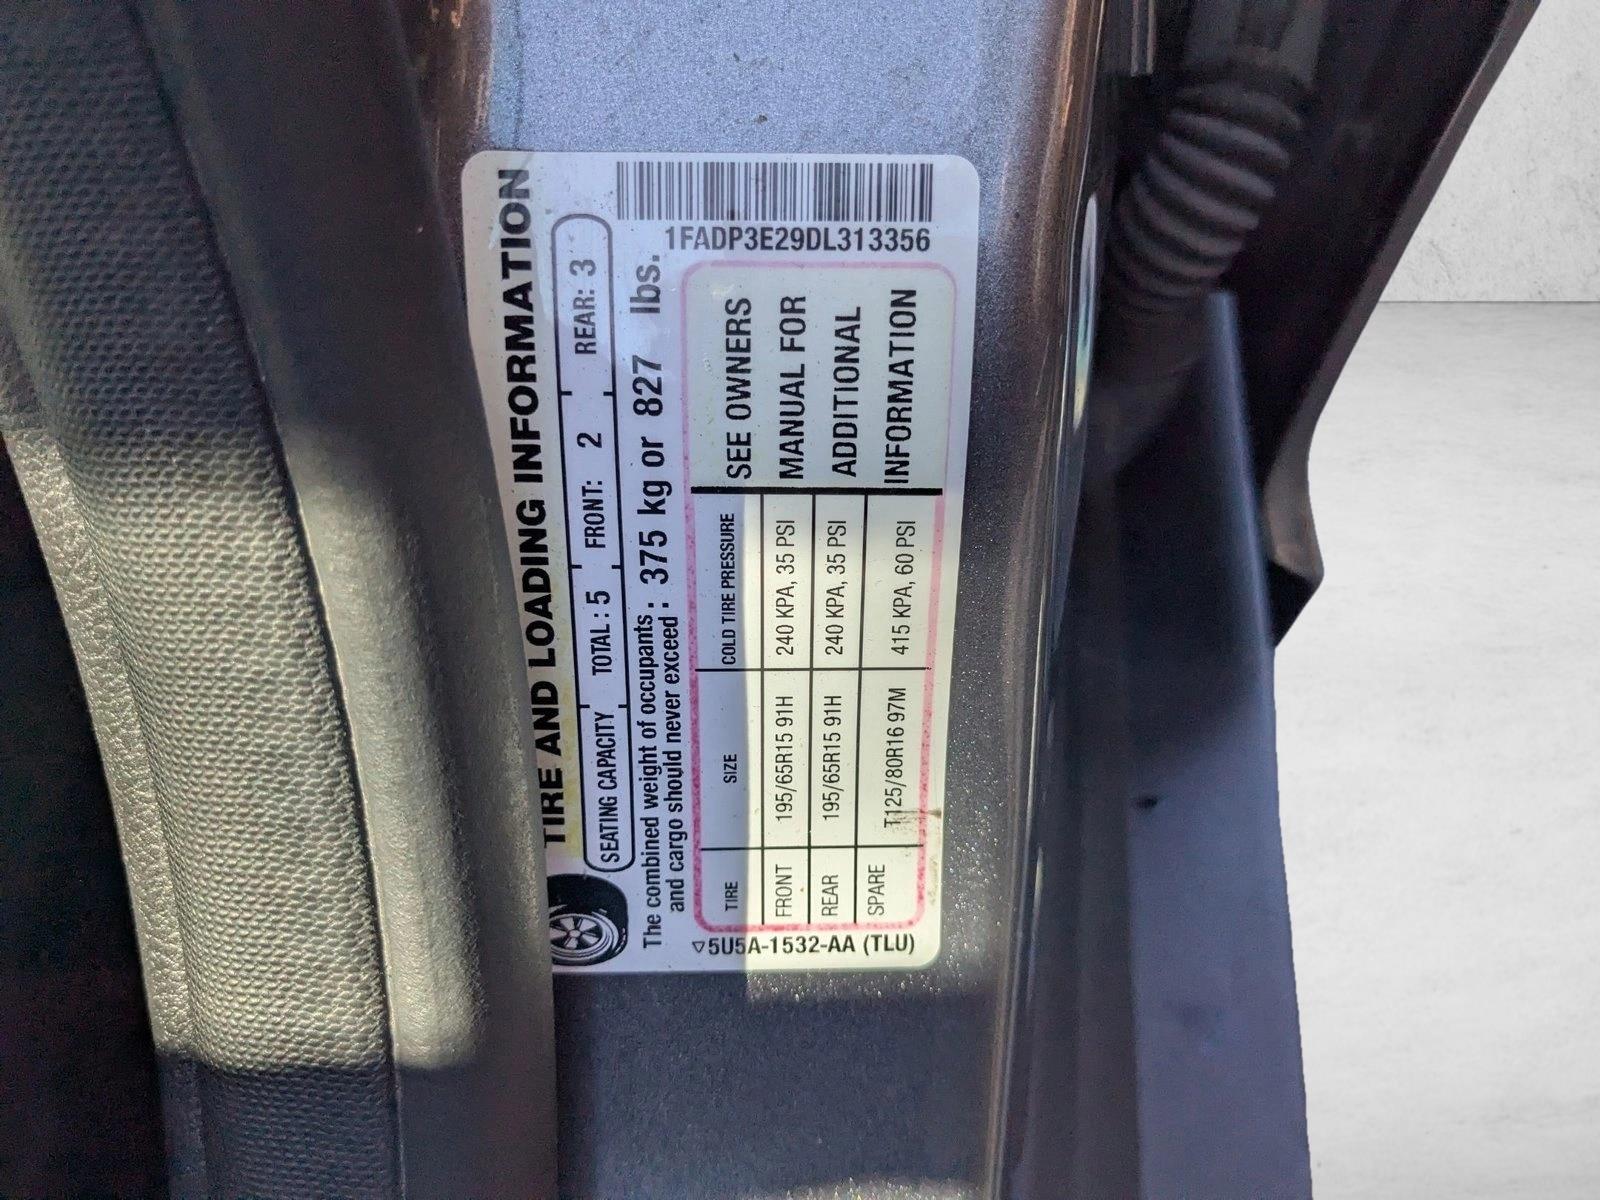 TIRE AND LOADING INFORMATION
SEATING CAPACITY TOTAL : 5 FRONT: 2 REAR: 3
The combined weight of occupants and cargo should never exceed : 375 kg or 827 lbs.
TIRE SIZE COLD TIRE PRESSURE
FRONT 195/65R15 91H 240 KPA, 35 PSI
REAR 195/65R15 91H 240 KPA, 35 PSI
SPARE T125/80R16 97M 415 KPA, 60 PSI
SEE OWNERS
MANUAL FOR
ADDITIONAL
INFORMATION
5U5A-1532-AA (TLU)
1FADP3E29DL313356